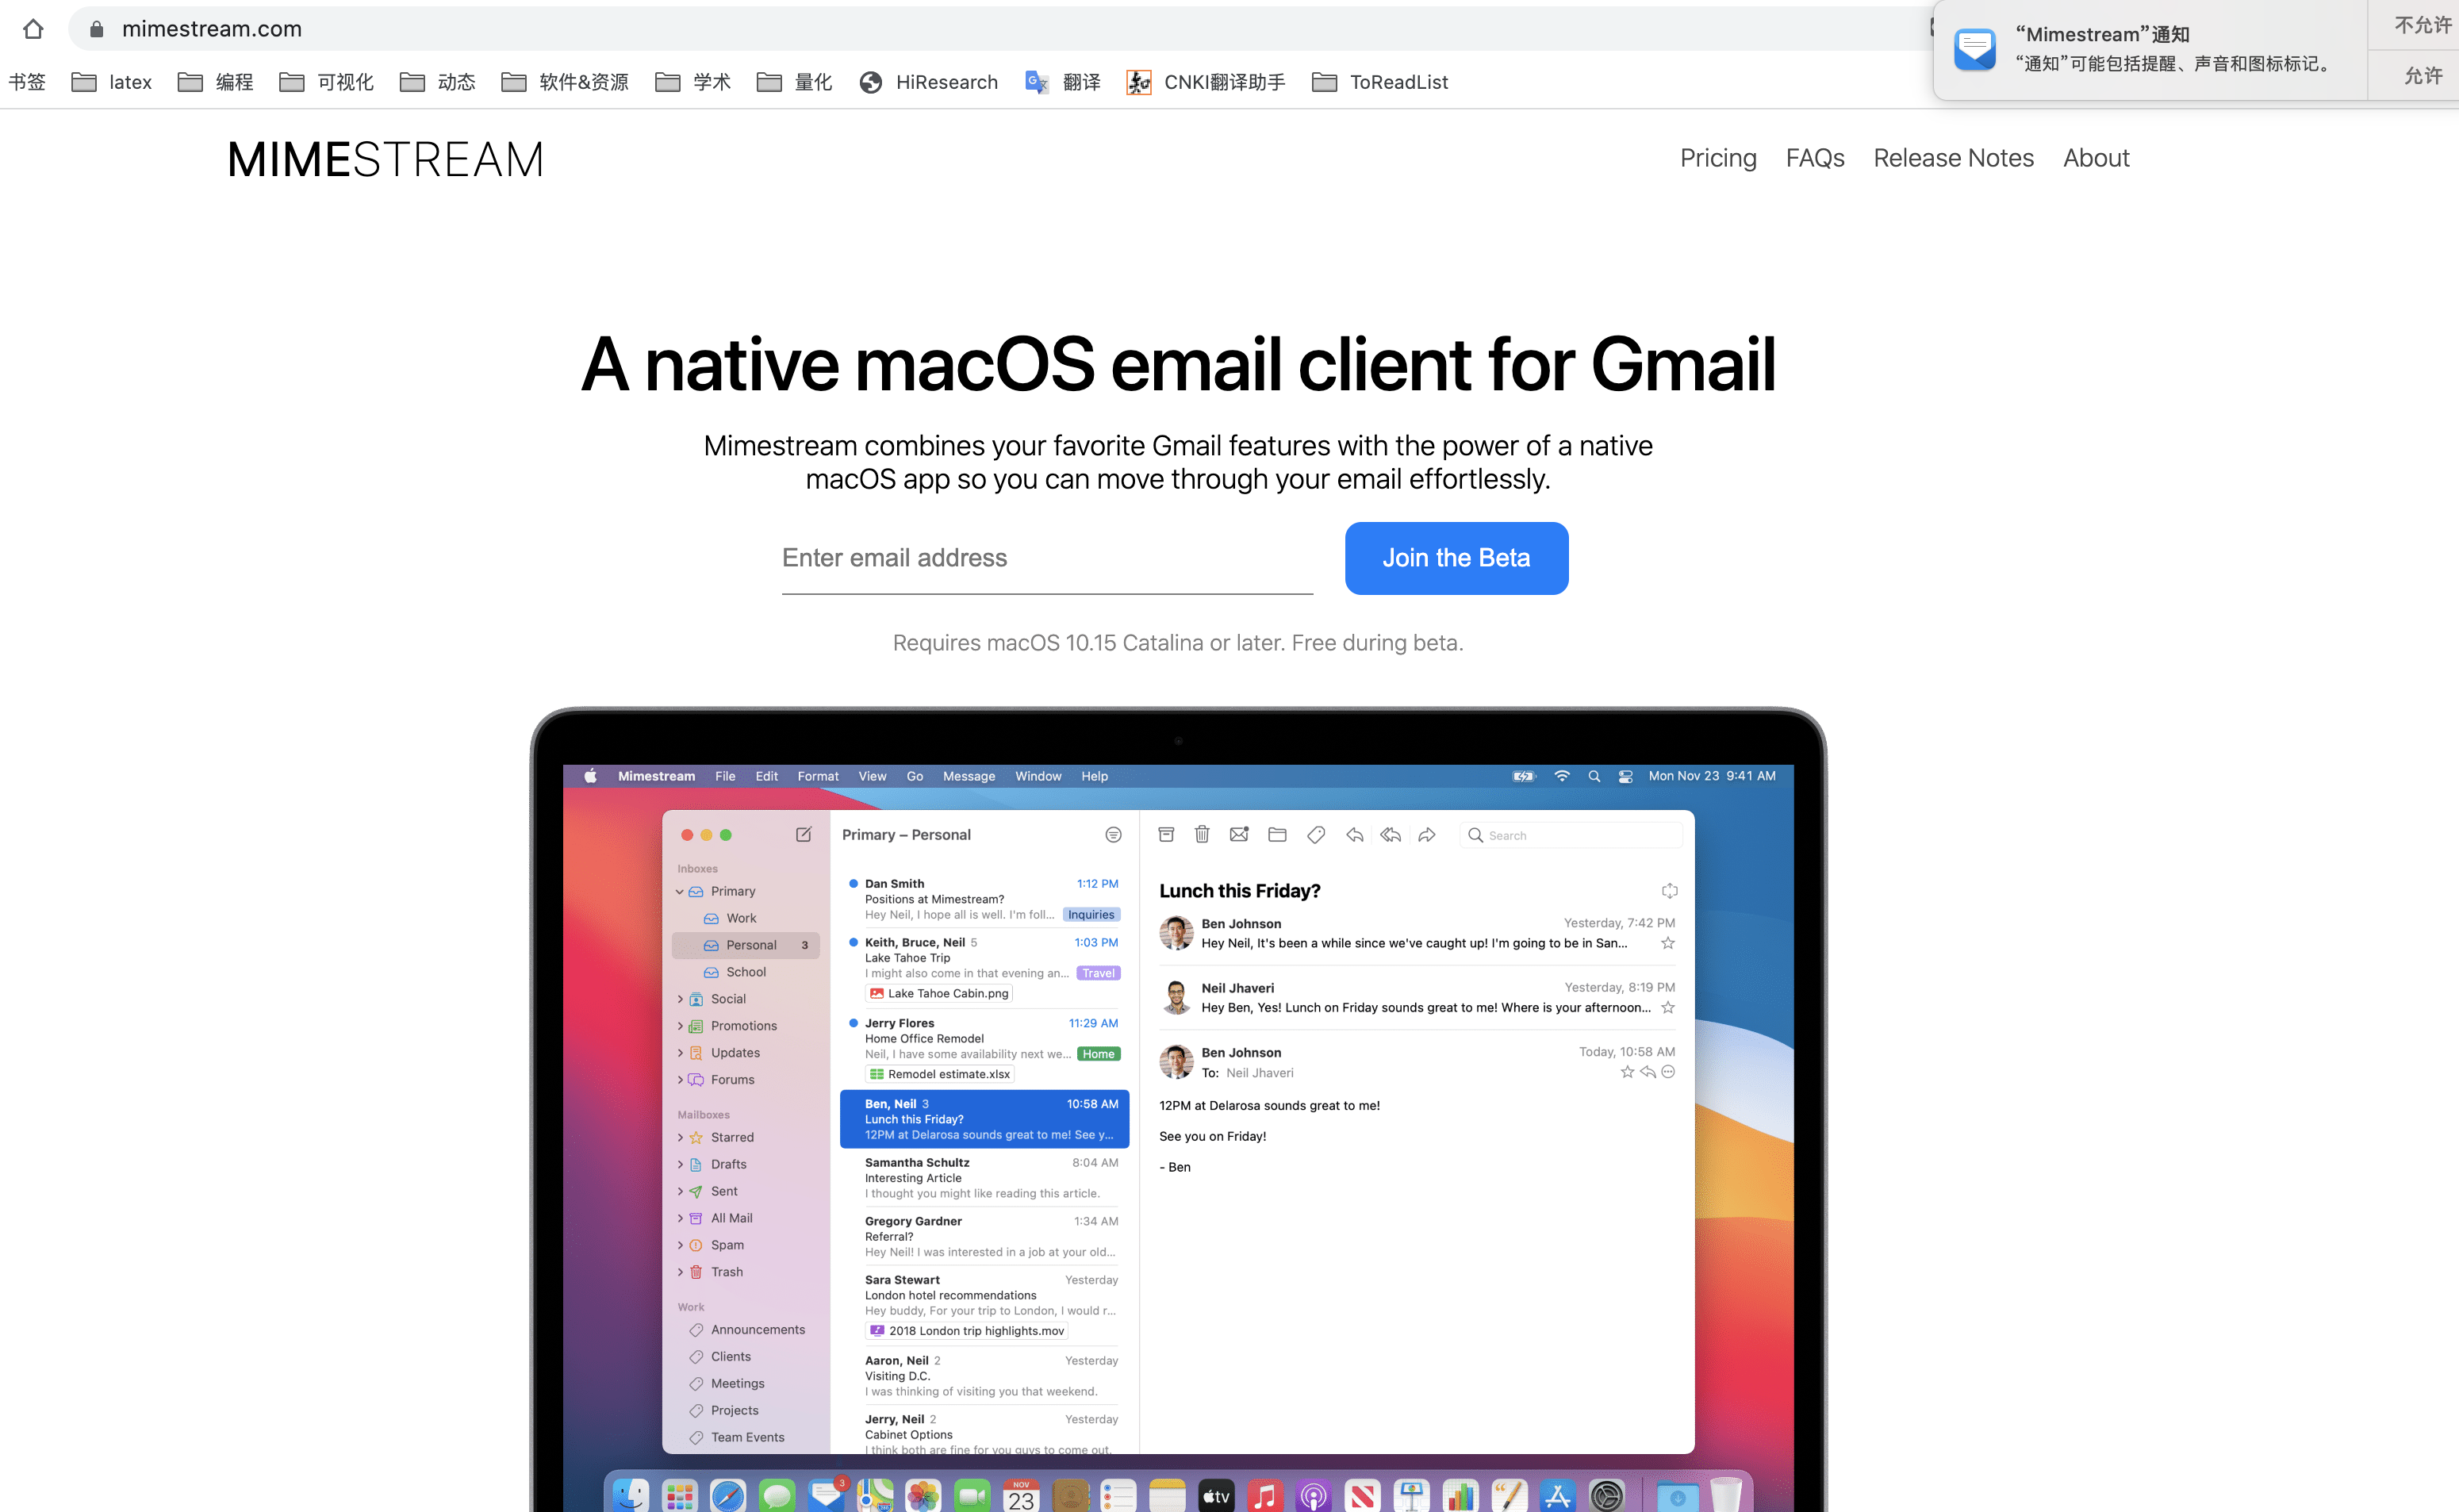 mimestream.com
“Mimestream”通知
“通知”可能包括提醒、声音和图标标记。
不允许
允许
书签
latex
编程
可视化
动态
软件&资源
学术
量化
HiResearch
翻译
CNKI翻译助手
ToReadList
MIMESTREAM
Pricing
FAQs
Release Notes
About
A native macOS email client for Gmail
Mimestream combines your favorite Gmail features with the power of a native
macOS app so you can move through your email effortlessly.
Enter email address
Join the Beta
Requires macOS 10.15 Catalina or later. Free during beta.
Mimestream File Edit Format View Go Message Window Help
Mon Nov 23 9:41 AM
Inboxes
Primary
Work
Personal 3
School
Social
Promotions
Updates
Forums
Mailboxes
Starred
Drafts
Sent
All Mail
Spam
Trash
Work
Announcements
Clients
Meetings
Projects
Team Events
Primary – Personal
Dan Smith 1:12 PM
Positions at Mimestream?
Hey Neil, I hope all is well. I'm foll... Inquiries
Keith, Bruce, Neil 5 1:03 PM
Lake Tahoe Trip
I might also come in that evening an... Travel
Lake Tahoe Cabin.png
Jerry Flores 11:29 AM
Home Office Remodel
Neil, I have some availability next we... Home
Remodel estimate.xlsx
Ben, Neil 3 10:58 AM
Lunch this Friday?
12PM at Delarosa sounds great to me! See y...
Samantha Schultz 8:04 AM
Interesting Article
I thought you might like reading this article.
Gregory Gardner 1:34 AM
Referral?
Hey Neil! I was interested in a job at your old...
Sara Stewart Yesterday
London hotel recommendations
Hey buddy, For your trip to London, I would r...
2018 London trip highlights.mov
Aaron, Neil 2 Yesterday
Visiting D.C.
I was thinking of visiting you that weekend.
Jerry, Neil 2 Yesterday
Cabinet Options
I think both are fine for you guys to come out.
Search
Lunch this Friday?
Ben Johnson Yesterday, 7:42 PM
Hey Neil, It's been a while since we've caught up! I'm going to be in San...
Neil Jhaveri Yesterday, 8:19 PM
Hey Ben, Yes! Lunch on Friday sounds great to me! Where is your afternoon...
Ben Johnson Today, 10:58 AM
To: Neil Jhaveri
12PM at Delarosa sounds great to me!
See you on Friday!
- Ben
3
NOV
23
tv